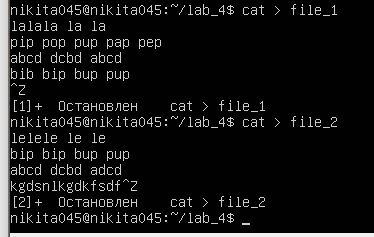 nikita045@nikita045:~/lab_4$ cat > file_1
lalala la la
pip pop pup pap pep
abcd dcbd abcd
bib bip bup pup
^Z
[1]+  Остановлен    cat > file_1
nikita045@nikita045:~/lab_4$ cat > file_2
lelele le le
bip bip bup pup
abcd dcbd adcd
kgdsnlkgdkfsdf^Z
[2]+  Остановлен    cat > file_2
nikita045@nikita045:~/lab_4$ _